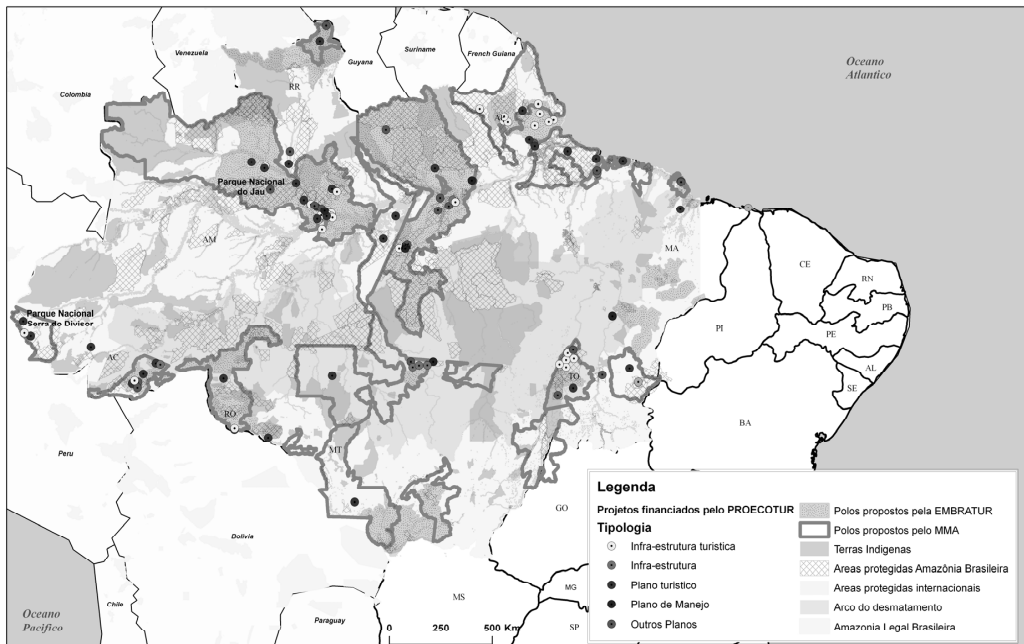 Oceano
Atlantico
Venezuela
Suriname
French Guiana
Guyana
Colombia
RR
Parque Nacional
do Jaú
AM
MA
CE
RN
PB
PE
PI
AL
SE
BA
Parque Nacional
Serra do Divisor
AC
TO
RO
MT
Peru
GO
Bolivia
MS
MG
SP
Chile
Paraguay
Oceano
Pacifico
0 250 500 Km
Legenda
Projetos financiados pelo PROECOTUR
Tipologia
Infra-estrutura turistica
Infra-estrutura
Plano turistico
Plano de Manejo
Outros Planos
Polos propostos pela EMBRATUR
Polos propostos pelo MMA
Terras Indigenas
Areas protegidas Amazônia Brasileira
Areas protegidas internacionais
Arco do desmatamento
Amazonia Legal Brasileira